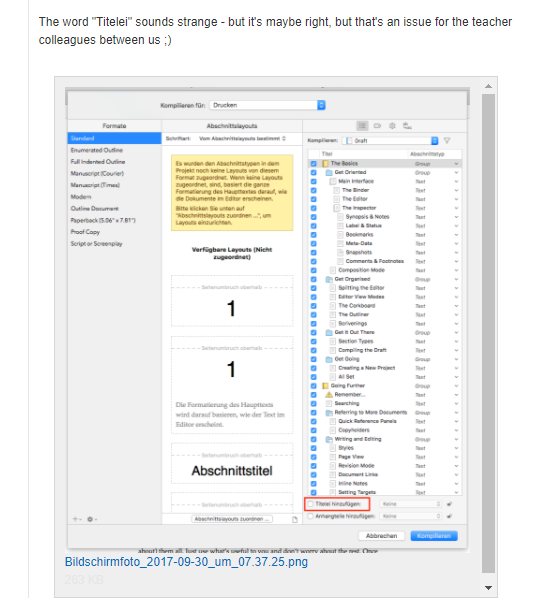 The word "Titelei" sounds strange - but it's maybe right, but that's an issue for the teacher
colleagues between us ;)
Kompilieren für: Drucken
Formate
Abschnittslayouts
Standard
Enumerated Outline
Full Indented Outline
Manuscript (Courier)
Manuscript (Times)
Modern
Outline Document
Paperback (5.06" x 7.81")
Proof Copy
Script or Screenplay
Schriftart: Vom Abschnittslayouts bestimmt
Es wurden den Abschnittstypen in dem
Projekt noch keine Layouts von diesem
Format zugeordnet. Wenn keine Layouts
zugeordnet, sind, basiert die ganze
Formatierung des Haupttexts darauf, wie
die Dokumente im Editor erscheinen.
Bitte klicken Sie unten auf
"Abschnittslayouts zuordnen ...", um
Layouts einzurichten.
Verfügbare Layouts (Nicht
zugeordnet)
Seitenumbruch oberhalb
1
Seitenumbruch oberhalb
1
Die Formatierung des Haupttexts
wird darauf basieren, wie der Text im
Editor erscheint.
Seitenumbruch oberhalb
Abschnittstitel
Seitenumbruch oberhalb
Abschnittslayouts zuordnen ...
Kompilieren: Draft
Titel Abschnittstyp
The Basics Group
Get Oriented Group
Main Interface Text
The Binder Text
The Editor Text
The Inspector Text
Synopsis & Notes Text
Label & Status Text
Bookmarks Text
Meta-Data Text
Snapshots Text
Comments & Footnotes Text
Composition Mode Text
Get Organised Group
Splitting the Editor Text
Editor View Modes Text
The Corkboard Text
The Outliner Text
Scrivenings Text
Get It Out There Group
Section Types Text
Compiling the Draft Text
Get Going Group
Creating a New Project Text
All Set Text
Going Further Group
Remember... Text
Searching Text
Referring to More Documents Group
Quick Reference Panels Text
Copyholders Text
Writing and Editing Group
Styles Text
Page View Text
Revision Mode Text
Document Links Text
Inline Notes Text
Setting Targets Text
Titelei hinzufügen: Keine
Anhangteile hinzufügen: Keine
Abbrechen Kompilieren
about) them all. Just use what's useful to you and don't worry about the rest. Once
Bildschirmfoto_2017-09-30_um_07.37.25.png
263 KB